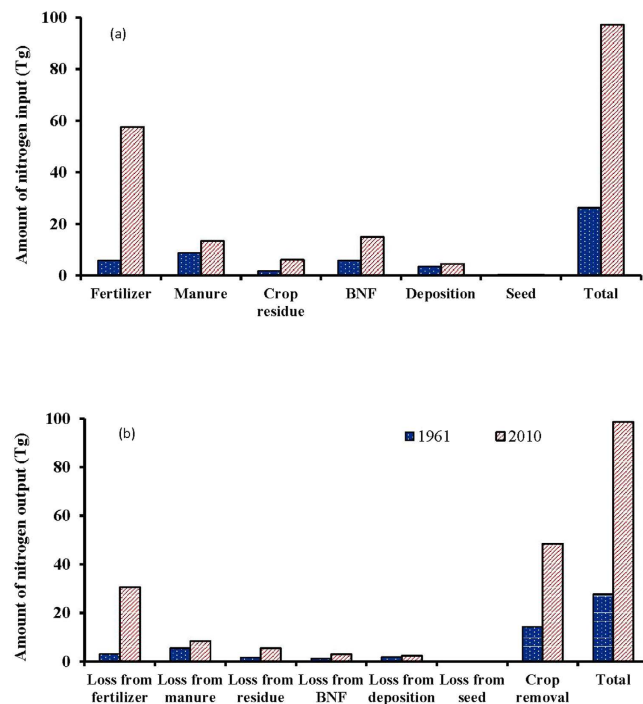 (a)
Amount of nitrogen input (Tg)
100
80
60
40
20
0
Fertilizer Manure Crop residue BNF Deposition Seed Total
(b)
1961 2010
Amount of nitrogen output (Tg)
100
80
60
40
20
0
Loss from Loss from Loss from Loss from Loss from Loss from Crop Total
fertilizer manure residue BNF deposition seed removal